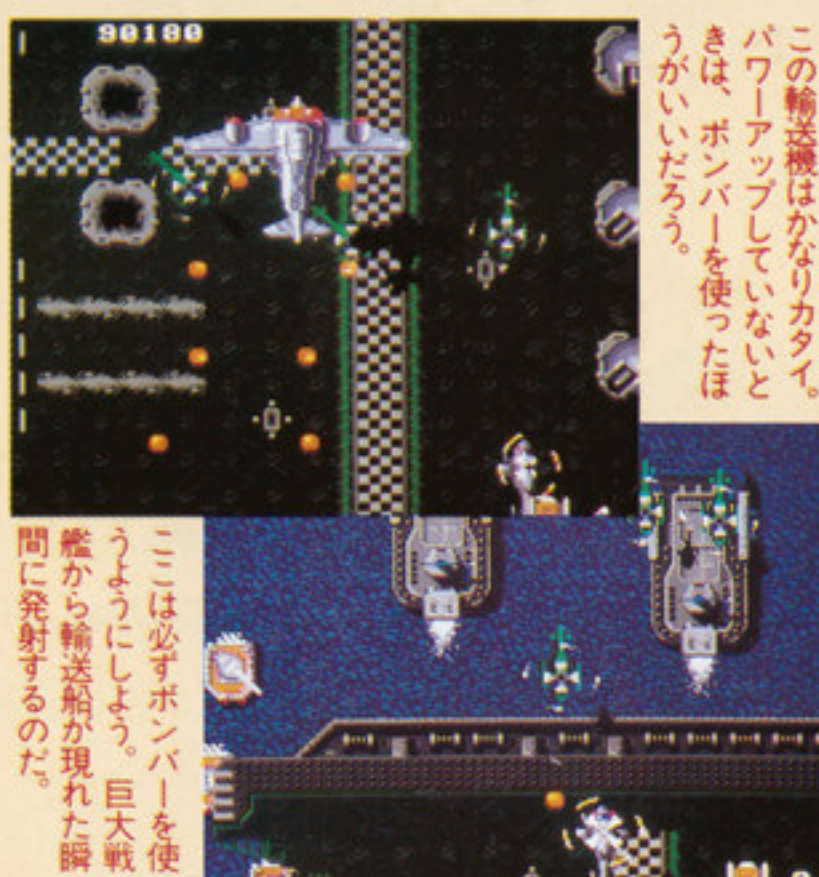 この輸送機はかなりカタイ。
パワーアップしていないと
きは、ボンバーを使ったほ
うがいいだろう。
90180
ここは必ずボンバーを使
うようにしよう。巨大戦
艦から輸送船が現れた瞬
間に発射するのだ。